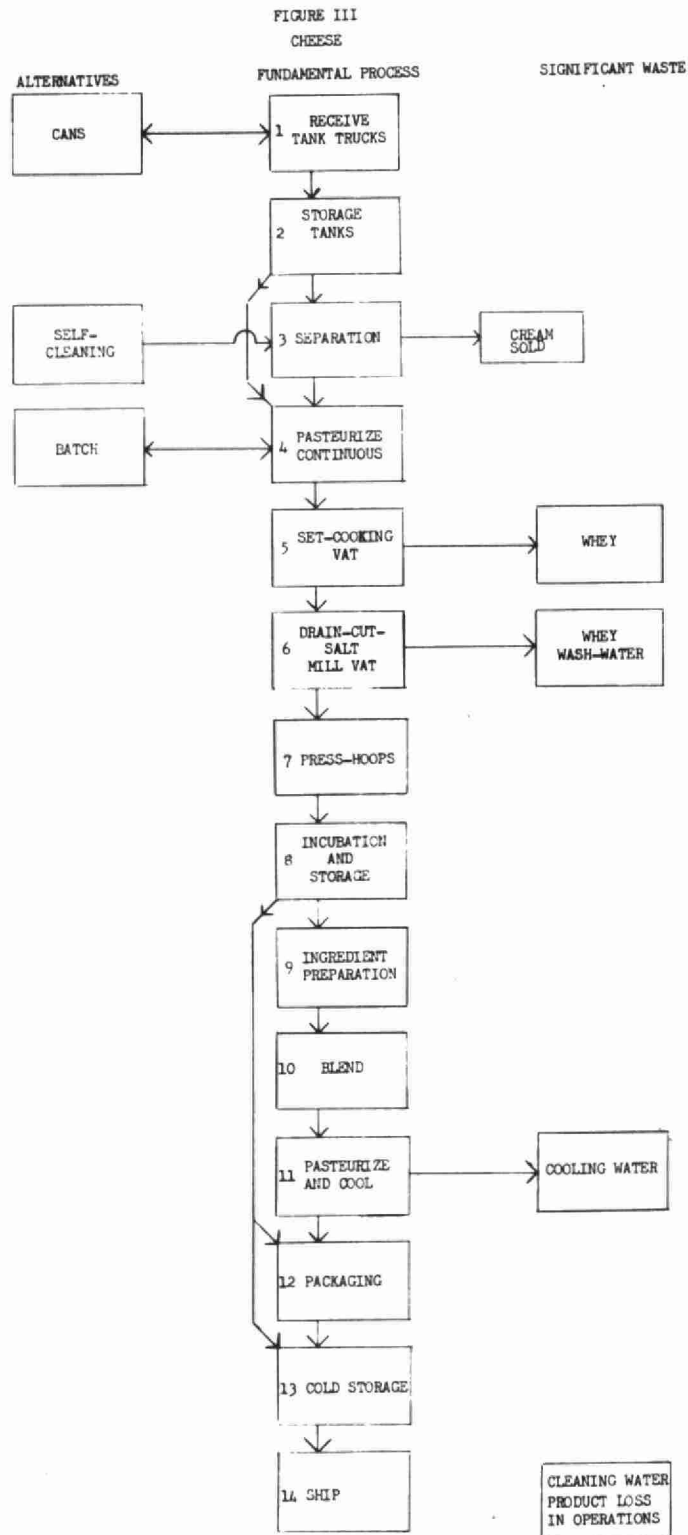 FIGURE III
CHEESE
ALTERNATIVES
FUNDAMENTAL PROCESS
SIGNIFICANT WASTE
CANS
1 RECEIVE
TANK TRUCKS
STORAGE
2 TANKS
SELF-
CLEANING
3 SEPARATION
CREAM
SOLD
BATCH
4 PASTEURIZE
CONTINUOUS
5 SET-COOKING
VAT
WHEY
DRAIN-CUT-
6 SALT
MILL VAT
WHEY
WASH-WATER
7 PRESS-HOOPS
INCUBATION
8 AND
STORAGE
9 INGREDIENT
PREPARATION
10 BLEND
11 PASTEURIZE
AND COOL
COOLING WATER
12 PACKAGING
13 COLD STORAGE
14 SHIP
CLEANING WATER
PRODUCT LOSS
IN OPERATIONS